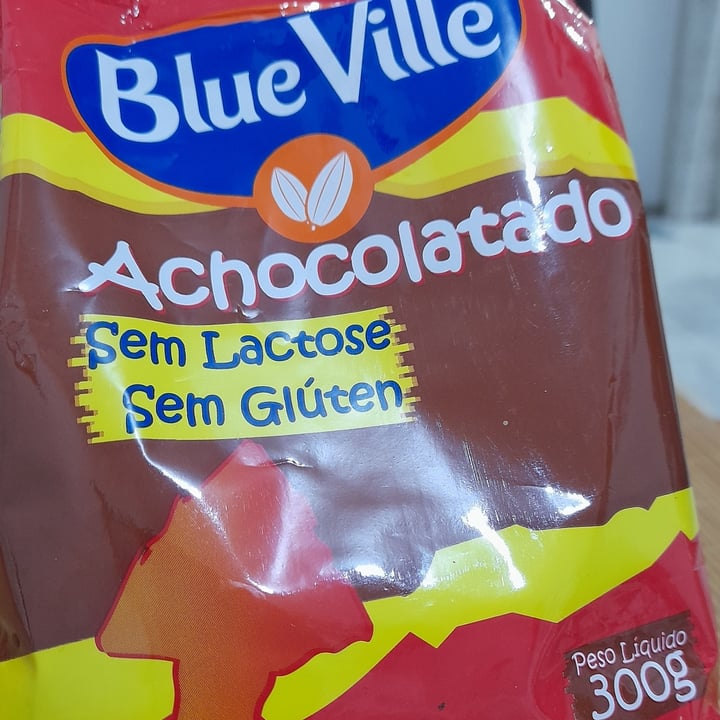 Blue Ville
Achocolatado
Sem Lactose
Sem Glúten
Peso Líquido
300g